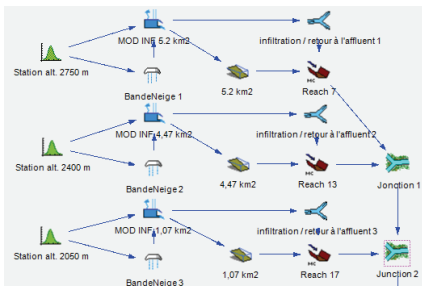 MOD INF 5.2 km2
infiltration / retour à l'affluent 1
Station alt. 2750 m
BandeNeige 1
5.2 km2
Reach 7
MOD INF 4,47 km2
infiltration / retour à l'affluent 2
Station alt. 2400 m
BandeNeige 2
4,47 km2
Reach 13
Jonction 1
MOD INF 1,07 km2
infiltration / retour à l'affluent 3
Station alt. 2050 m
BandeNeige 3
1,07 km2
Reach 17
Junction 2